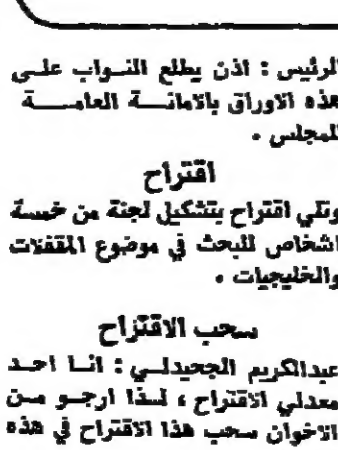 الرئيس : اذن يطلع النواب على
هذه الاوراق بالامانة العامة
للمجلس .
اقتراح
وتلي اقتراح بتشكيل لجنة من خمسة
اشخاص للبحث في موضوع المقفلات
والخليجيات .
سحب الاقتراح
عبدالكريم الجحيدلي : انا احد
معدلي الاقتراح ، لذا ارجو من
الاخوان سحب هذا الاقتراح في هذه